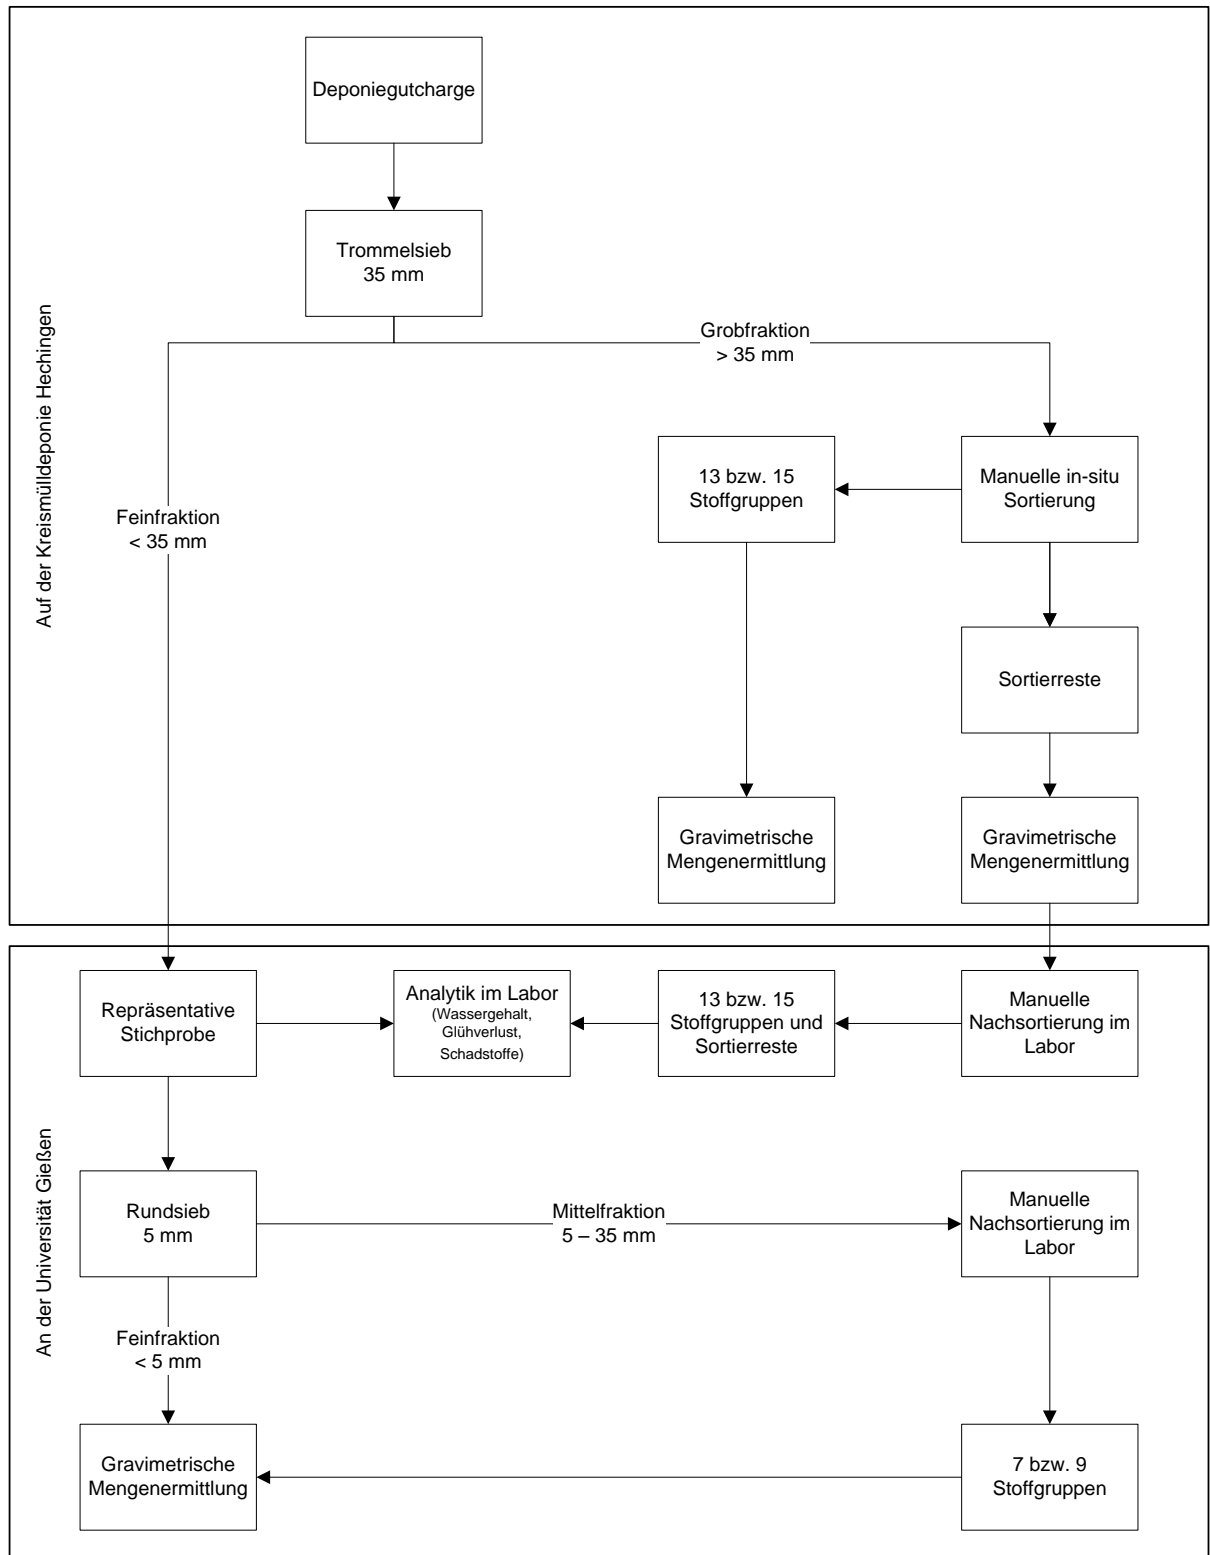 Deponiegutcharge
Trommelsieb
35 mm
Grobfraktion
> 35 mm
Auf der Kreismülldeponie Hechingen
Feinfraktion
< 35 mm
13 bzw. 15
Stoffgruppen
Manuelle in-situ
Sortierung
Sortierreste
Gravimetrische
Mengenermittlung
Gravimetrische
Mengenermittlung
An der Universität Gießen
Repräsentative
Stichprobe
Analytik im Labor
(Wassergehalt,
Glühverlust,
Schadstoffe)
13 bzw. 15
Stoffgruppen und
Sortierreste
Manuelle
Nachsortierung im
Labor
Rundsieb
5 mm
Mittelfraktion
5 – 35 mm
Manuelle
Nachsortierung im
Labor
Feinfraktion
< 5 mm
Gravimetrische
Mengenermittlung
7 bzw. 9
Stoffgruppen